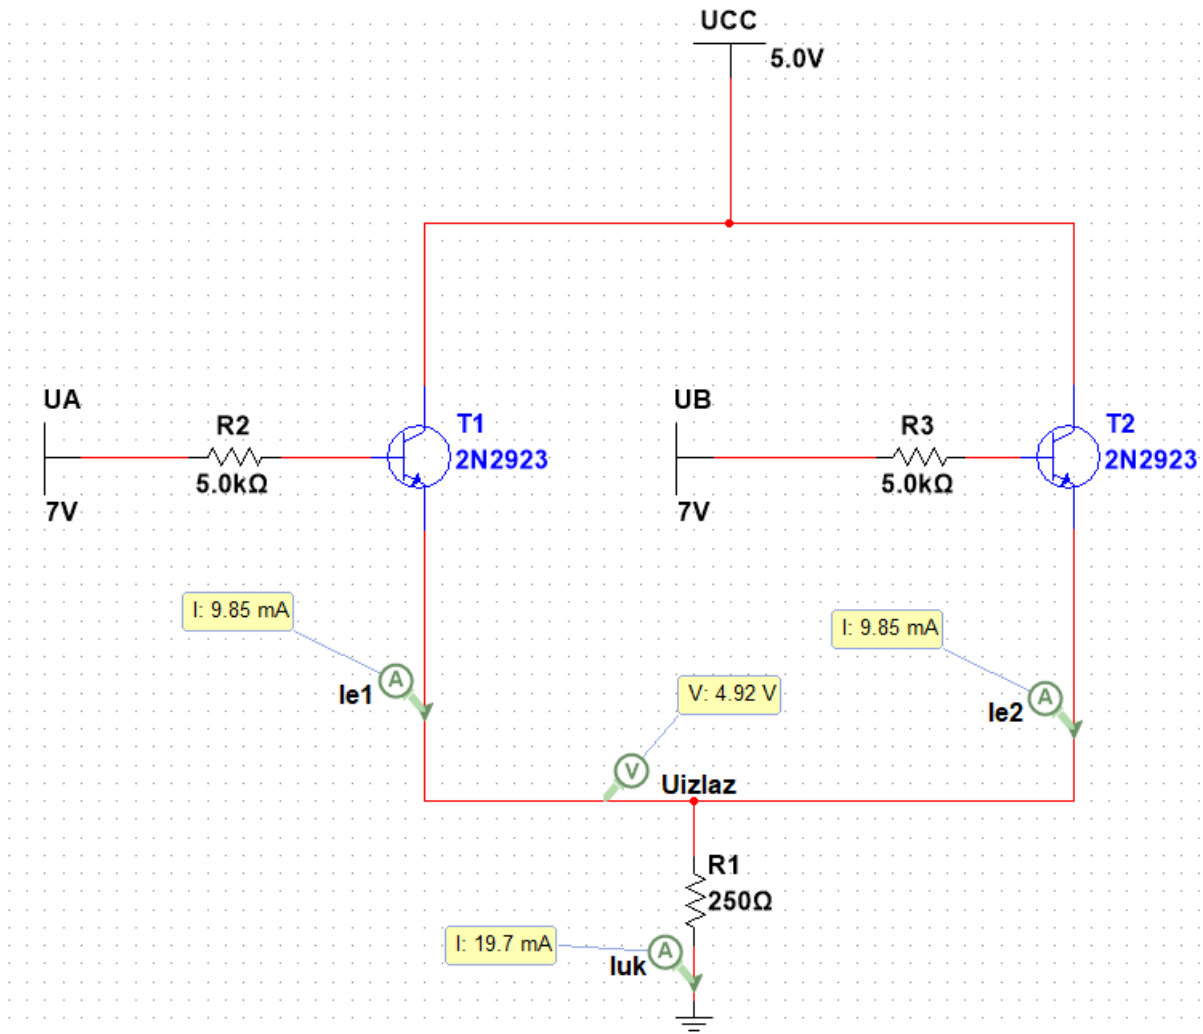 UCC
5.0V
UA
R2
5.0kΩ
7V
T1
2N2923
UB
R3
5.0kΩ
7V
T2
2N2923
I: 9.85 mA
A
Ie1
I: 9.85 mA
A
Ie2
V: 4.92 V
V
Uizlaz
R1
250Ω
I: 19.7 mA
A
Iuk